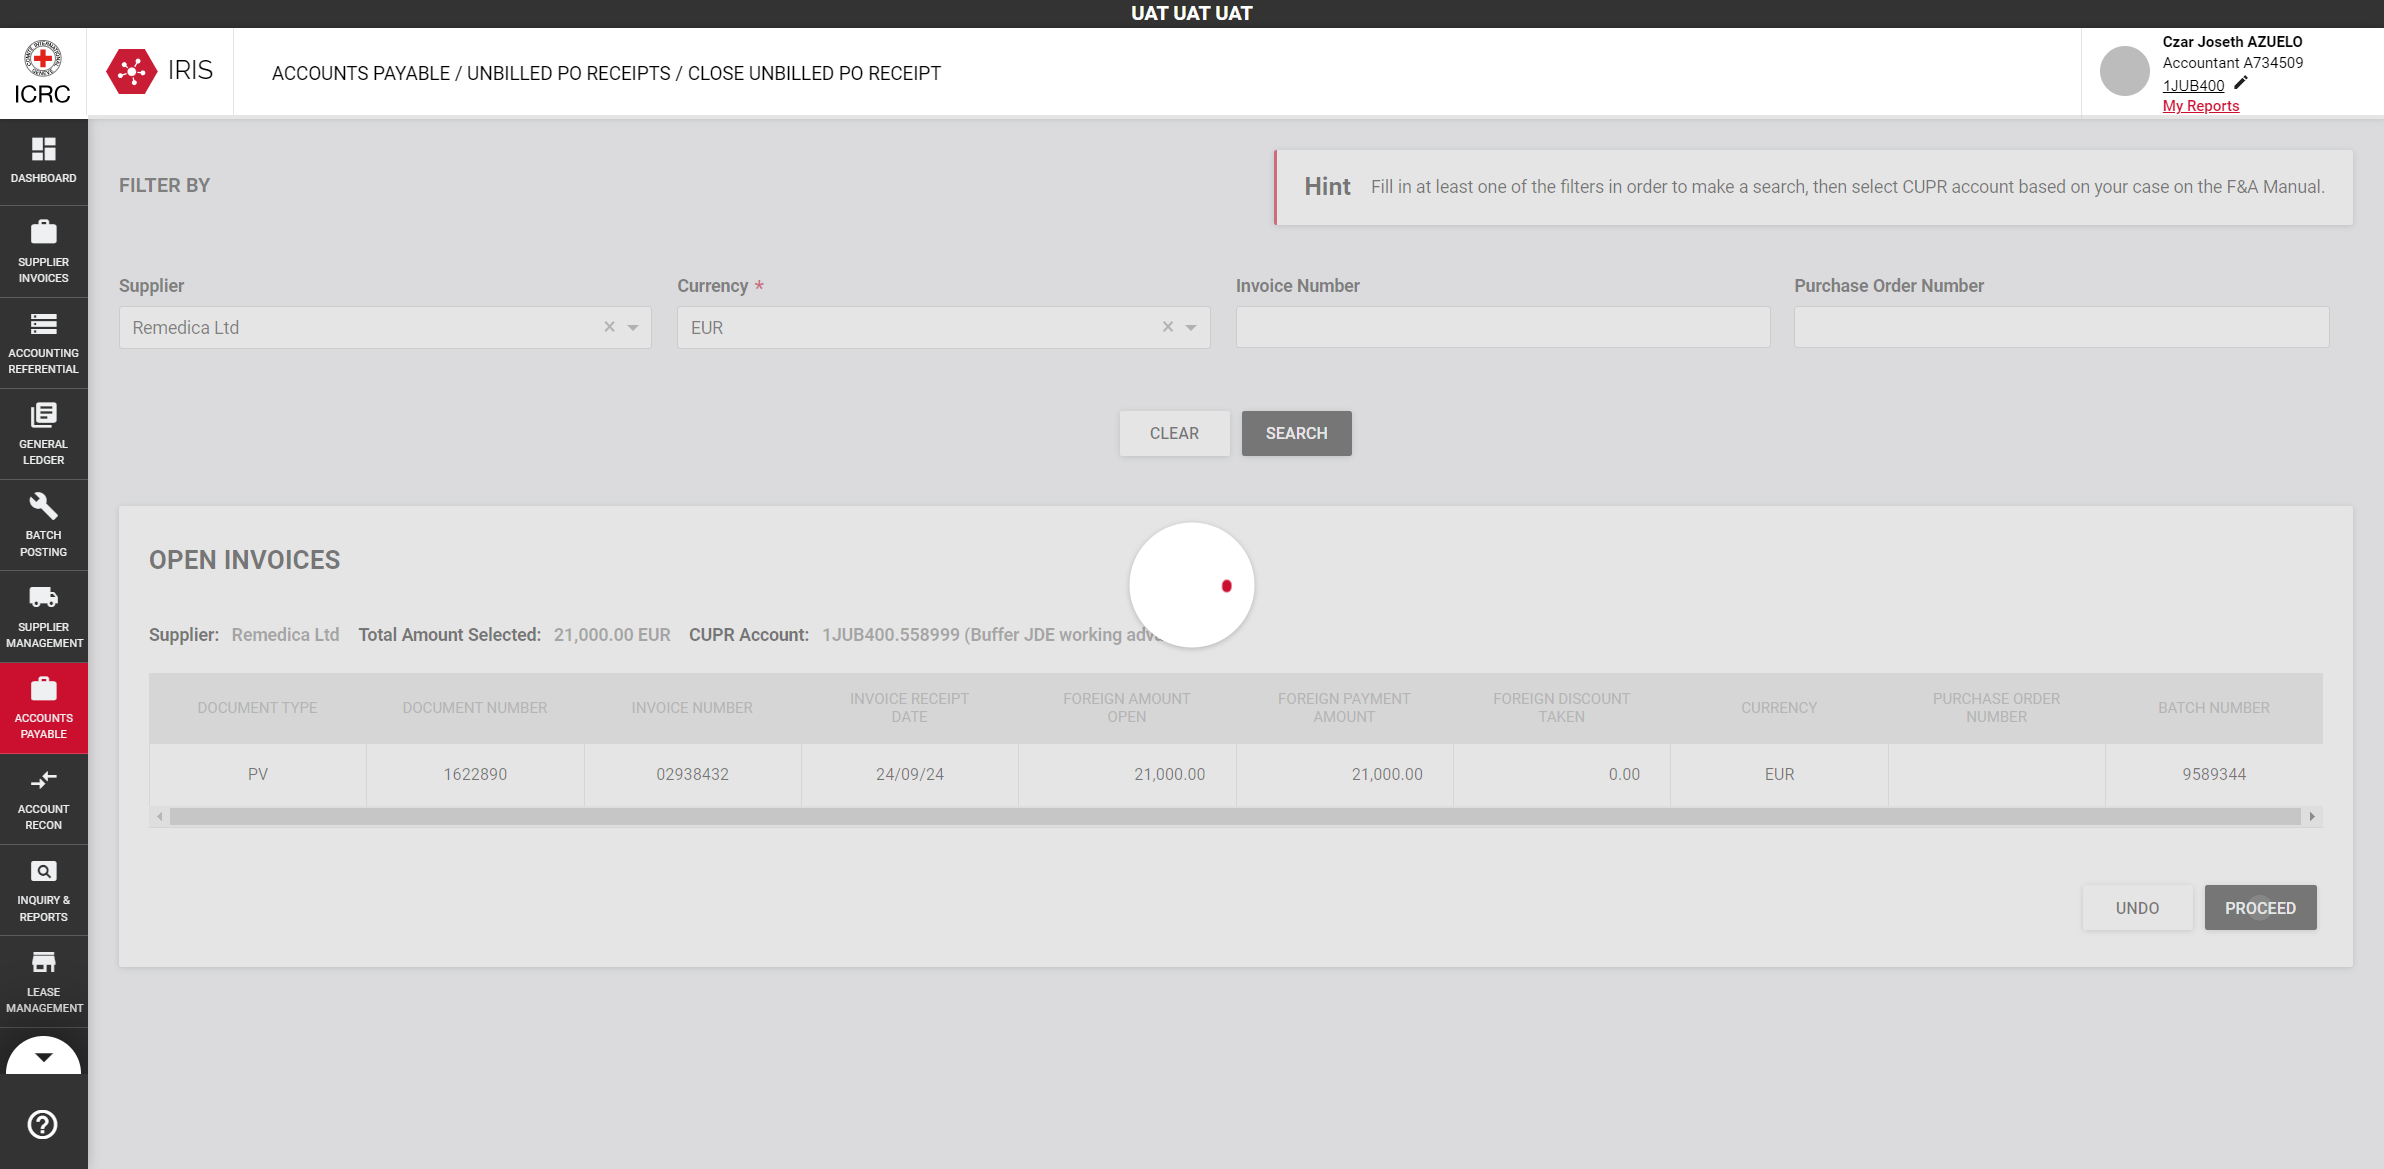 UAT UAT UAT
ICRC
IRIS
ACCOUNTS PAYABLE / UNBILLED PO RECEIPTS / CLOSE UNBILLED PO RECEIPT
Czar Joseth AZUELO
Accountant A734509
1JUB400
My Reports
DASHBOARD
SUPPLIER
INVOICES
ACCOUNTING
REFERENTIAL
GENERAL
LEDGER
BATCH
POSTING
SUPPLIER
MANAGEMENT
ACCOUNTS
PAYABLE
ACCOUNT
RECON
INQUIRY &
REPORTS
LEASE
MANAGEMENT
FILTER BY
Hint Fill in at least one of the filters in order to make a search, then select CUPR account based on your case on the F&A Manual.
Supplier Currency * Invoice Number Purchase Order Number
Remedica Ltd EUR
CLEAR SEARCH
OPEN INVOICES
Supplier: Remedica Ltd Total Amount Selected: 21,000.00 EUR CUPR Account: 1JUB400.558999 (Buffer JDE working
DOCUMENT TYPE DOCUMENT NUMBER INVOICE NUMBER INVOICE RECEIPT DATE FOREIGN AMOUNT OPEN FOREIGN PAYMENT AMOUNT FOREIGN DISCOUNT TAKEN CURRENCY PURCHASE ORDER NUMBER BATCH NUMBER
PV 1622890 02938432 24/09/24 21,000.00 21,000.00 0.00 EUR 9589344
UNDO PROCEED